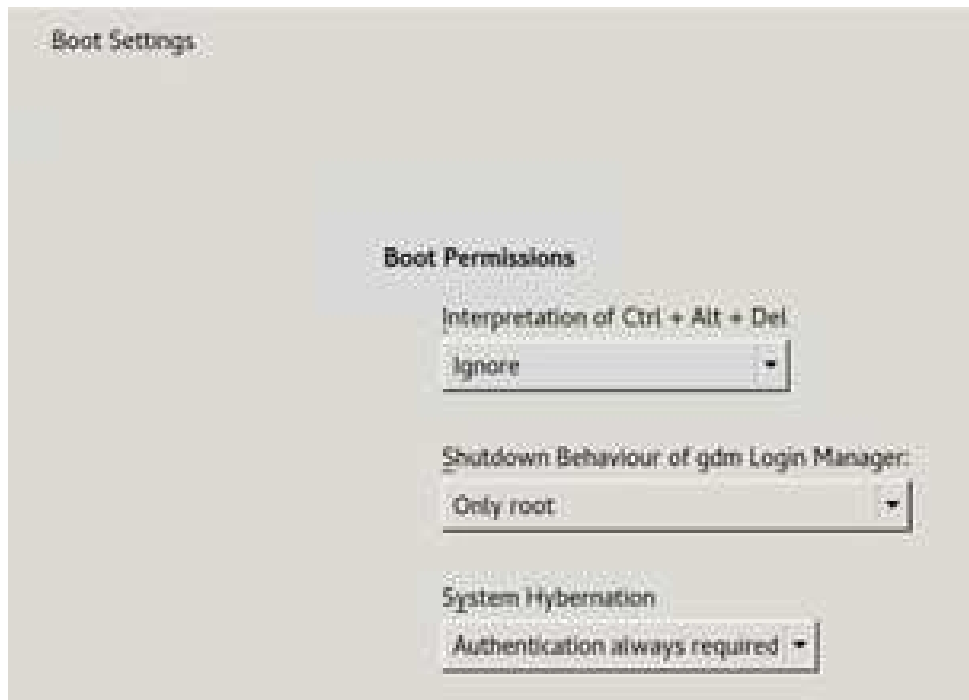 Boot Settings
Boot Permissions
Interpretation of Ctrl + Alt + Del
Ignore
Shutdown Behaviour of gdm Login Manager:
Only root
System Hybernation
Authentication always required